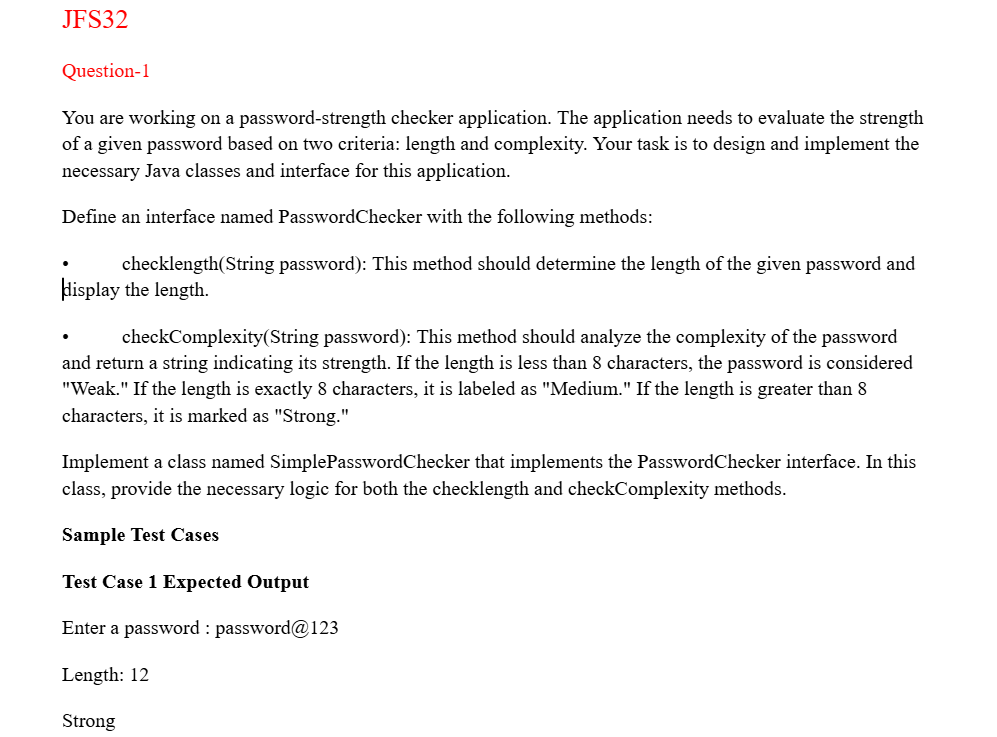 JFS32
Question-1
You are working on a password-strength checker application. The application needs to evaluate the strength
of a given password based on two criteria: length and complexity. Your task is to design and implement the
necessary Java classes and interface for this application.
Define an interface named PasswordChecker with the following methods:
• checklength(String password): This method should determine the length of the given password and
display the length.
• checkComplexity(String password): This method should analyze the complexity of the password
and return a string indicating its strength. If the length is less than 8 characters, the password is considered
"Weak." If the length is exactly 8 characters, it is labeled as "Medium." If the length is greater than 8
characters, it is marked as "Strong."
Implement a class named SimplePasswordChecker that implements the PasswordChecker interface. In this
class, provide the necessary logic for both the checklength and checkComplexity methods.
Sample Test Cases
Test Case 1 Expected Output
Enter a password : password@123
Length: 12
Strong